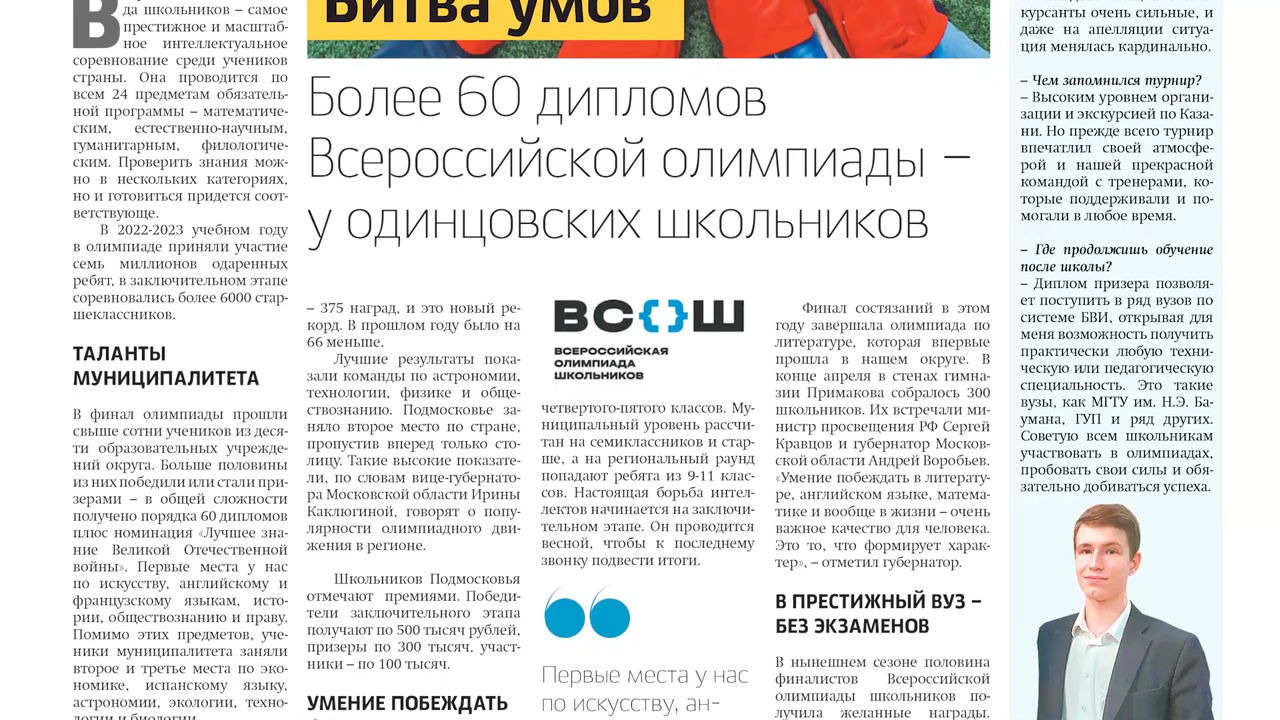 В
да школьников – самое
престижное и масштаб-
ное интеллектуальное
соревнование среди учеников
страны. Она проводится по
всем 24 предметам обязатель-
ной программы – математиче-
ским, естественно-научным,
гуманитарным, филологиче-
ским. Проверить знания мож-
но в нескольких категориях,
но и готовиться придется соот-
ветствующе.
В 2022-2023 учебном году
в олимпиаде приняли участие
семь миллионов одаренных
ребят, в заключительном этапе
соревновались более 6000 стар-
шеклассников.
ТАЛАНТЫ
МУНИЦИПАЛИТЕТА
В финал олимпиады прошли
свыше сотни учеников из деся-
ти образовательных учрежде-
ний округа. Больше половины
из них победили или стали при-
зерами – в общей сложности
получено порядка 60 дипломов
плюс номинация «Лучшее зна-
ние Великой Отечественной
войны». Первые места у нас
по искусству, английскому и
французскому языкам, исто-
рии, обществознанию и праву.
Помимо этих предметов, уче-
ники муниципалитета заняли
второе и третье места по эко-
номике, испанскому языку,
астрономии, экологии, техно-
логии и биологии.
Битва умов
Более 60 дипломов
Всероссийской олимпиады –
у одинцовских школьников
– 375 наград, и это новый ре-
корд. В прошлом году было на
66 меньше.
Лучшие результаты пока-
зали команды по астрономии,
технологии, физике и обще-
ствознанию. Подмосковье за-
няло второе место по стране,
пропустив вперед только сто-
лицу. Такие высокие показате-
ли, по словам вице-губернато-
ра Московской области Ирины
Каклюгиной, говорят о попу-
лярности олимпиадного дви-
жения в регионе.
Школьников Подмосковья
отмечают премиями. Победи-
тели заключительного этапа
получают по 500 тысяч рублей,
призеры по 300 тысяч, участ-
ники – по 100 тысяч.
УМЕНИЕ ПОБЕЖДАТЬ
ВС{}Ш
ВСЕРОССИЙСКАЯ
ОЛИМПИАДА
ШКОЛЬНИКОВ
четвертого-пятого классов. Му-
ниципальный уровень рассчи-
тан на семиклассников и стар-
ше, а на региональный раунд
попадают ребята из 9-11 клас-
сов. Настоящая борьба интел-
лектов начинается на заключи-
тельном этапе. Он проводится
весной, чтобы к последнему
звонку подвести итоги.
Первые места у нас
по искусству, ан-
Финал состязаний в этом
году завершала олимпиада по
литературе, которая впервые
прошла в нашем округе. В
конце апреля в стенах гимна-
зии Примакова собралось 300
школьников. Их встречали ми-
нистр просвещения РФ Сергей
Кравцов и губернатор Москов-
ской области Андрей Воробьев.
«Умение побеждать в литерату-
ре, английском языке, матема-
тике и вообще в жизни – очень
важное качество для человека.
Это то, что формирует харак-
тер», – отметил губернатор.
В ПРЕСТИЖНЫЙ ВУЗ –
БЕЗ ЭКЗАМЕНОВ
В нынешнем сезоне половина
финалистов Всероссийской
олимпиады школьников по-
лучила желанные награды.
курсанты очень сильные, и
даже на апелляции ситуа-
ция менялась кардинально.
– Чем запомнился турнир?
– Высоким уровнем органи-
зации и экскурсией по Каза-
ни. Но прежде всего турнир
впечатлил своей атмосфе-
рой и нашей прекрасной
командой с тренерами, ко-
торые поддерживали и по-
могали в любое время.
– Где продолжишь обучение
после школы?
– Диплом призера позволя-
ет поступить в ряд вузов по
системе БВИ, открывая для
меня возможность получить
практически любую техни-
ческую или педагогическую
специальность. Это такие
вузы, как МГТУ им. Н.Э. Ба-
умана, ГУП и ряд других.
Советую всем школьникам
участвовать в олимпиадах,
пробовать свои силы и обя-
зательно добиваться успеха.